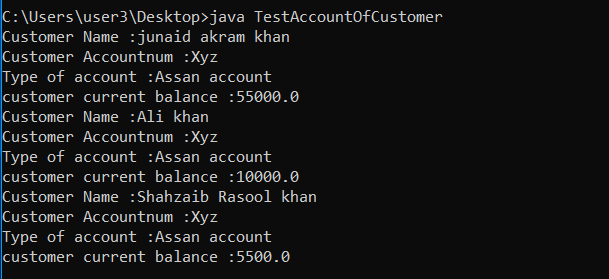 C:\Users\user3\Desktop>java TestAccountOfCustomer
Customer Name :junaid akram khan
Customer Accountnum :Xyz
Type of account :Assan account
customer current balance :55000.0
Customer Name :Ali khan
Customer Accountnum :Xyz
Type of account :Assan account
customer current balance :10000.0
Customer Name :Shahzaib Rasool khan
Customer Accountnum :Xyz
Type of account :Assan account
customer current balance :5500.0